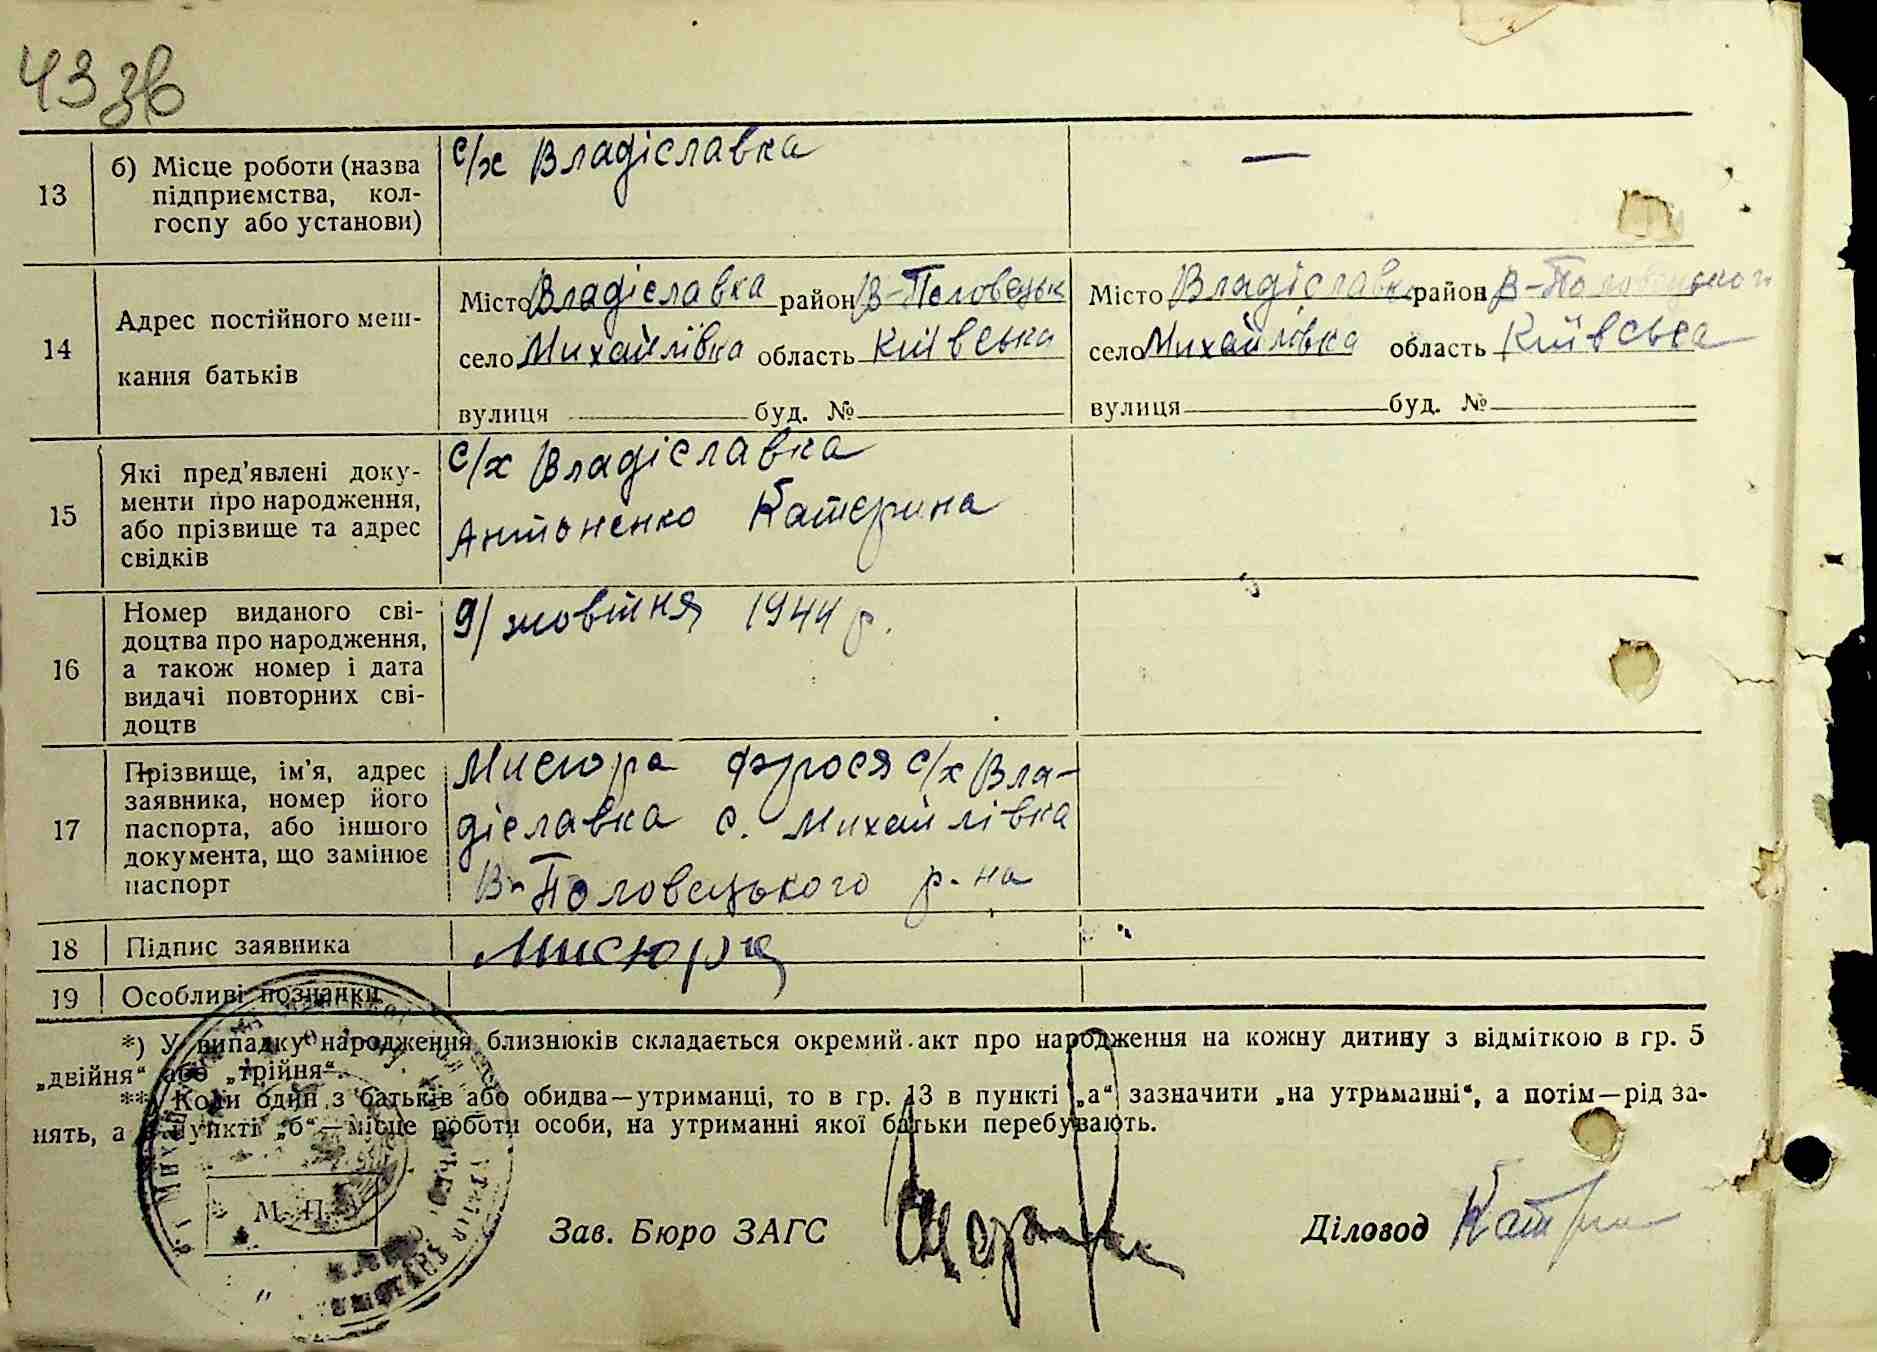 43 зв
13 б) Місце роботи (назва підприємства, кол- госпу або установи) с/х Владіславка —
14 Адрес постійного меш- кання батьків
Місто Владіславка район В-Половецьк Місто Владіславка район В-Половецького
село Михайлівка область Київська село Михайлівка область Київська
вулиця буд. № вулиця буд. №
15 Які пред'явлені доку- менти про народження, або прізвище та адрес свідків
с/х Владіславка
Антоненко Катерина
16 Номер виданого сві- доцтва про народження, а також номер і дата видачі повторних сві- доцтв
9/ жовтня 1944 р.
17 Прізвище, ім'я, адрес заявника, номер його паспорта, або іншого документа, що замінює паспорт
Мисюра Фрося с/х Вла-
діславка с. Михайлівка
В-Половецького р-на
18 Підпис заявника Мисюра
19 Особливі познанки
*) У випадку народження близнюків складається окремий акт про народження на кожну дитину з відміткою в гр. 5
„двійня“ або „трійня“.
**) Коли один з батьків або обидва—утриманці, то в гр. 13 в пункті „а“ зазначити „на утриманні“, а потім—рід за-
нять, а в пункті „б“—місце роботи особи, на утриманні якої батьки перебувають.
М. П.
Зав. Бюро ЗАГС Діловод